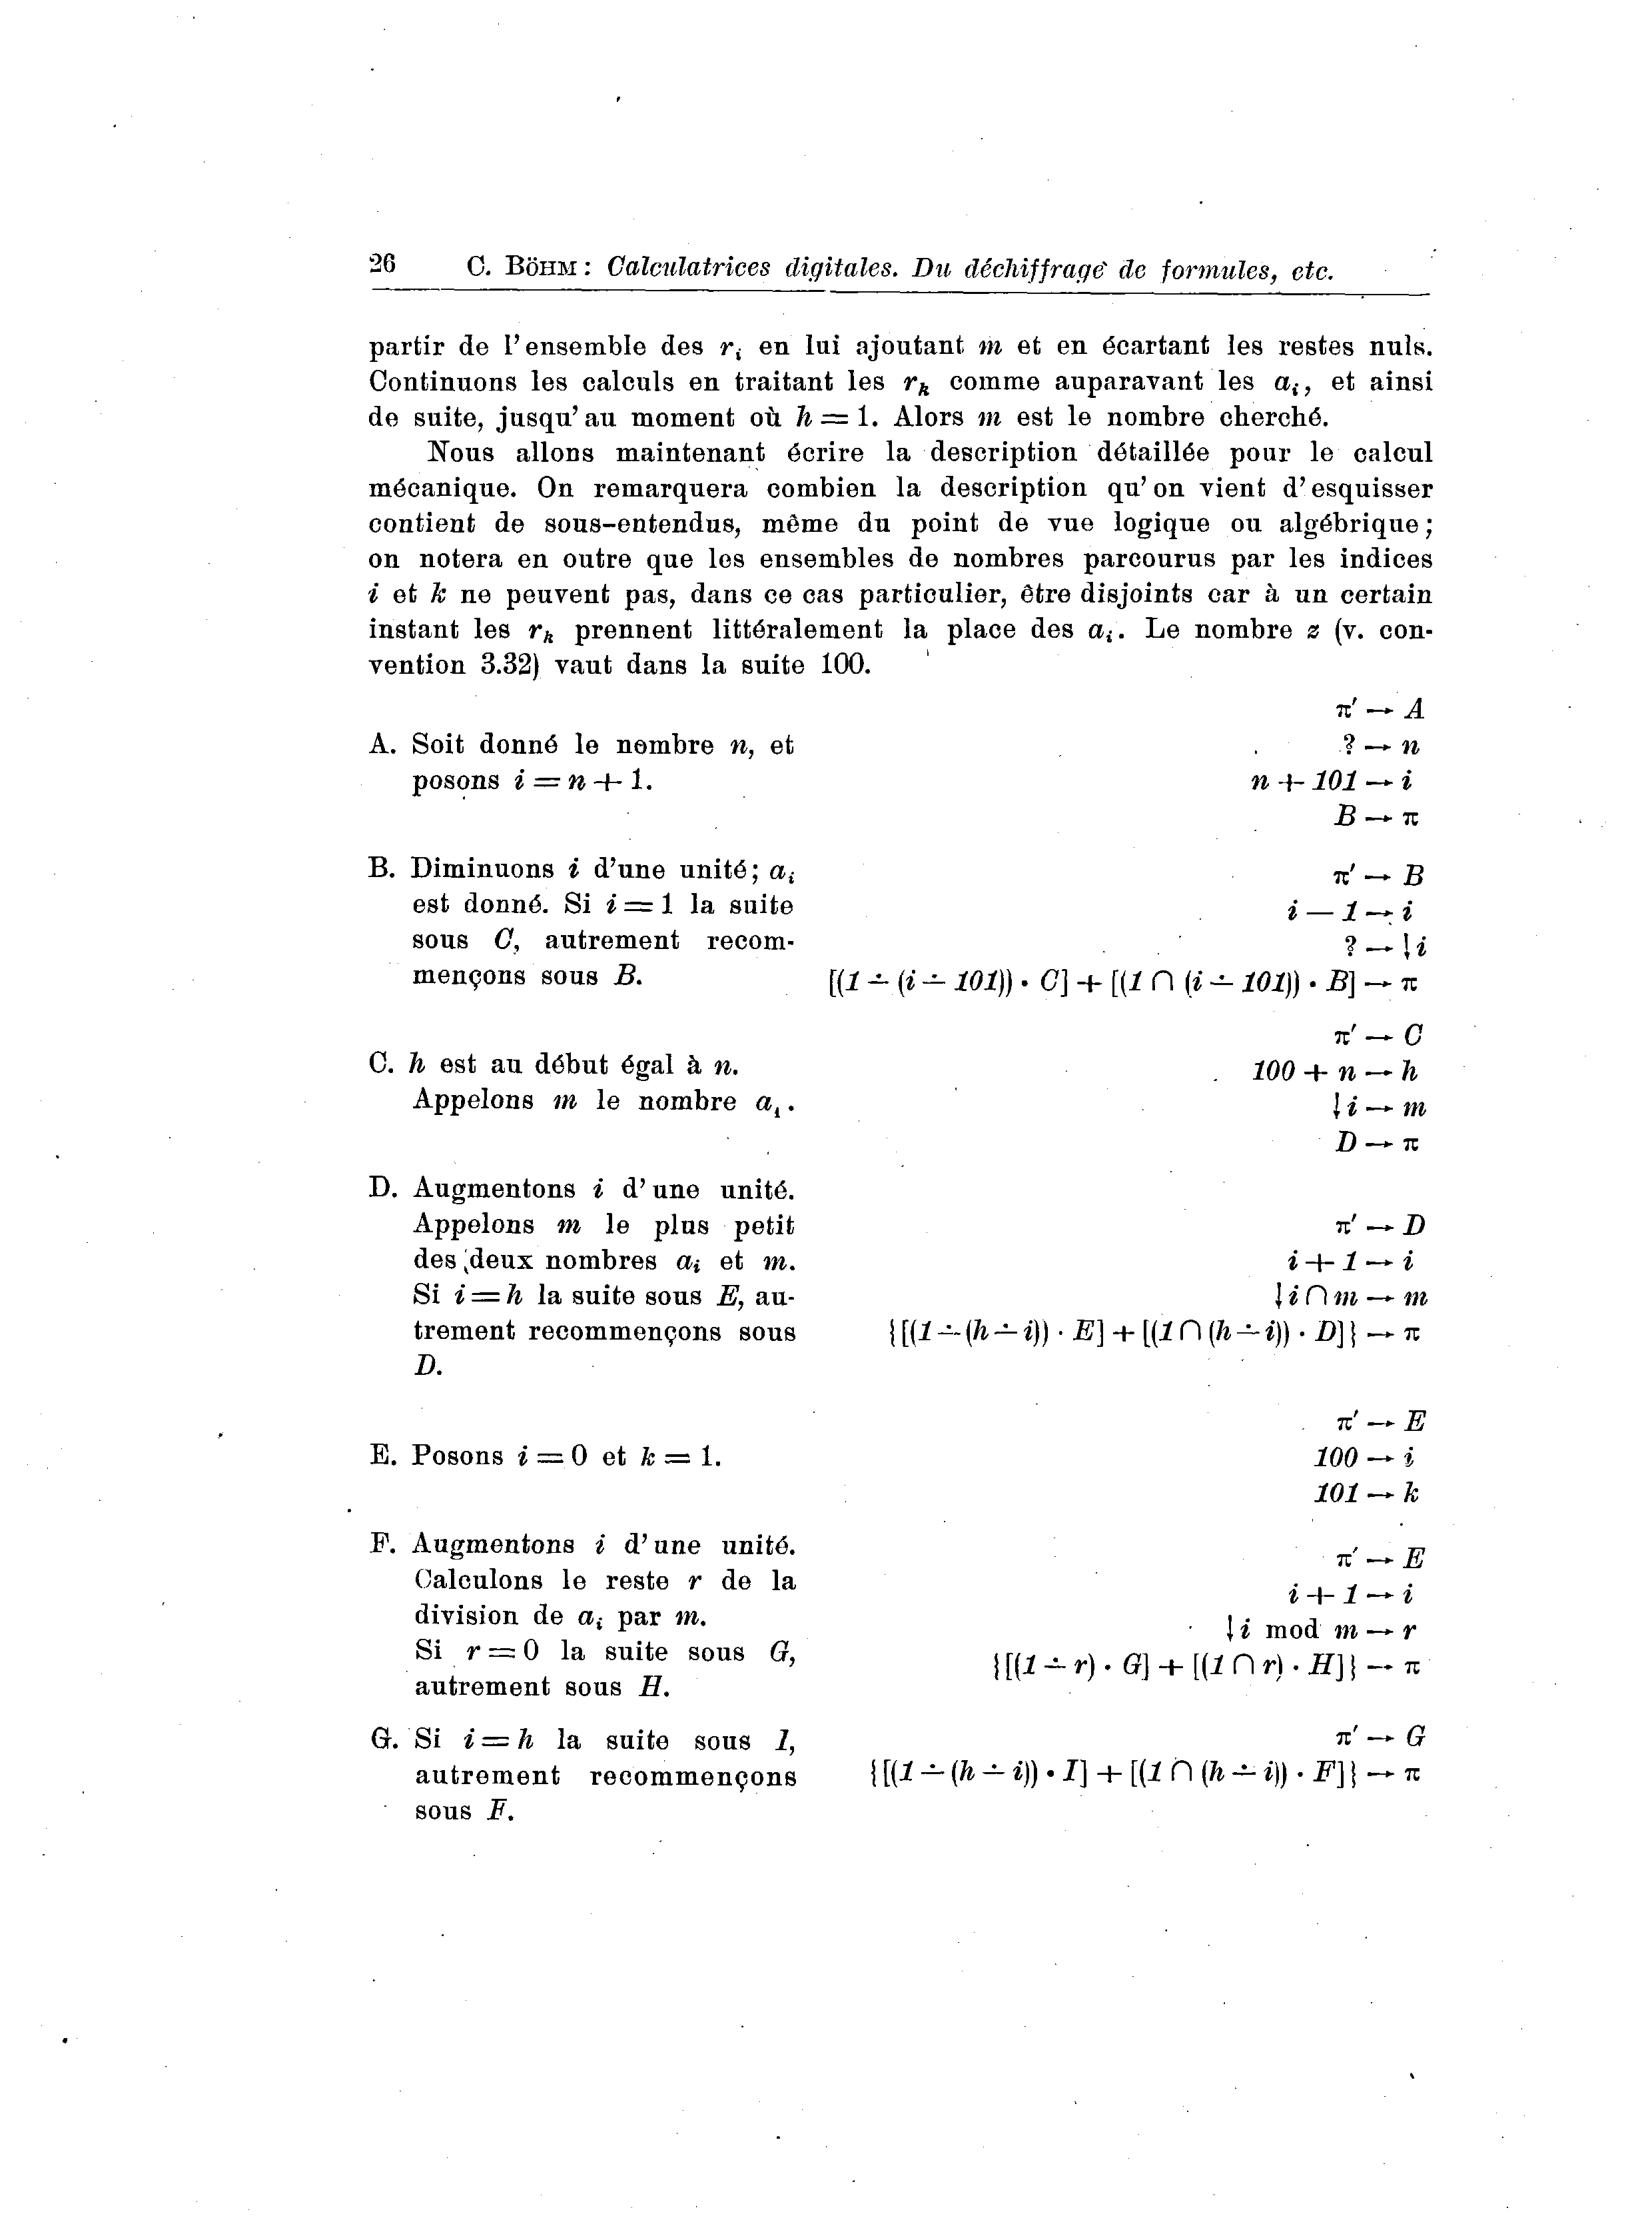 26 C. BÖHM: Calculatrices digitales. Du déchiffrage de formules, etc.
partir de l'ensemble des rᵢ en lui ajoutant m et en écartant les restes nuls.
Continuons les calculs en traitant les rₖ comme auparavant les aᵢ, et ainsi
de suite, jusqu'au moment où h = 1. Alors m est le nombre cherché.
Nous allons maintenant écrire la description détaillée pour le calcul
mécanique. On remarquera combien la description qu'on vient d'esquisser
contient de sous-entendus, même du point de vue logique ou algébrique;
on notera en outre que les ensembles de nombres parcourus par les indices
i et k ne peuvent pas, dans ce cas particulier, être disjoints car à un certain
instant les rₖ prennent littéralement la place des aᵢ. Le nombre z (v. con-
vention 3.32) vaut dans la suite 100.
π′ → A
A. Soit donné le nombre n, et ? → n
posons i = n + 1. n + 101 → i
B → π
B. Diminuons i d'une unité; aᵢ π′ → B
est donné. Si i = 1 la suite i — 1 → i
sous C, autrement recom- ? → ↓i
mençons sous B. [(1 ∸ (i ∸ 101)) · C] + [(1 ∩ (i ∸ 101)) · B] → π
π′ → C
C. h est au début égal à n. 100 + n → h
Appelons m le nombre a₁. ↓i → m
D → π
D. Augmentons i d'une unité.
Appelons m le plus petit π′ → D
des deux nombres aᵢ et m. i + 1 → i
Si i = h la suite sous E, au- ↓i ∩ m → m
trement recommençons sous {[(1 ∸ (h ∸ i)) · E] + [(1 ∩ (h ∸ i)) · D]} → π
D.
π′ → E
E. Posons i = 0 et k = 1. 100 → i
101 → k
F. Augmentons i d'une unité. π′ → E
Calculons le reste r de la i + 1 → i
division de aᵢ par m. ↓i mod m → r
Si r = 0 la suite sous G, {[(1 ∸ r) · G] + [(1 ∩ r) · H]} → π
autrement sous H.
G. Si i = h la suite sous I, π′ → G
autrement recommençons {[(1 ∸ (h ∸ i)) · I] + [(1 ∩ (h ∸ i)) · F]} → π
sous F.